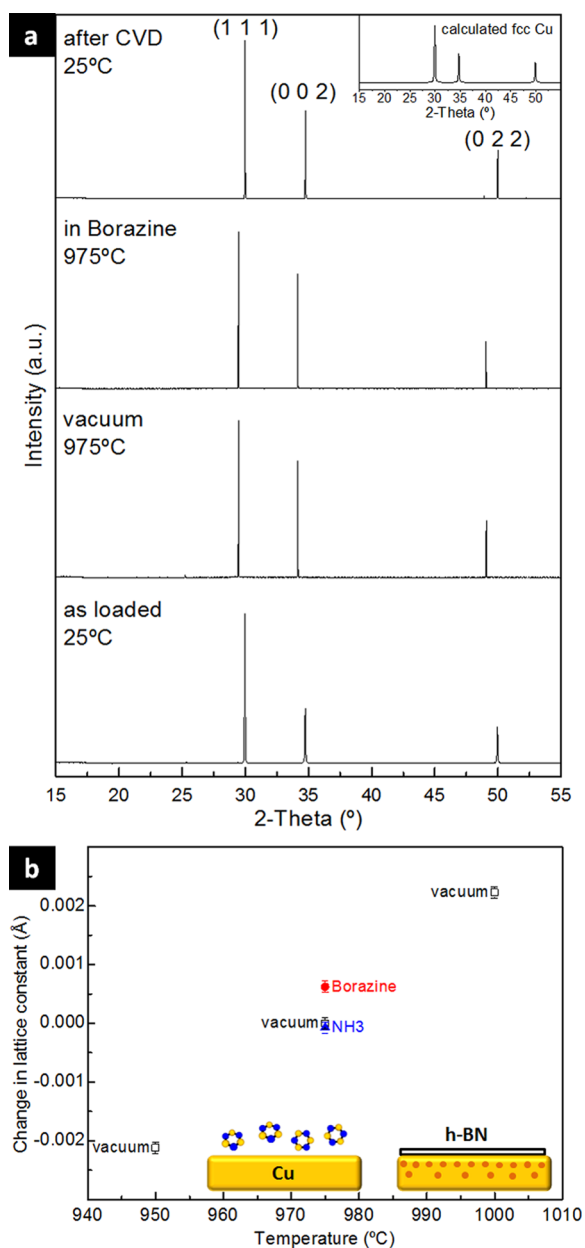 a
after CVD
25ºC
(1 1 1)
(0 0 2)
(0 2 2)
calculated fcc Cu
15 20 25 30 35 40 45 50
2-Theta (º)
in Borazine
975ºC
vacuum
975ºC
as loaded
25ºC
Intensity (a.u.)
15 20 25 30 35 40 45 50 55
2-Theta (º)
b
Change in lattice constant (Å)
0.002
0.001
0.000
-0.001
-0.002
vacuum
Borazine
vacuum
NH3
vacuum
Cu
h-BN
940 950 960 970 980 990 1000 1010
Temperature (ºC)